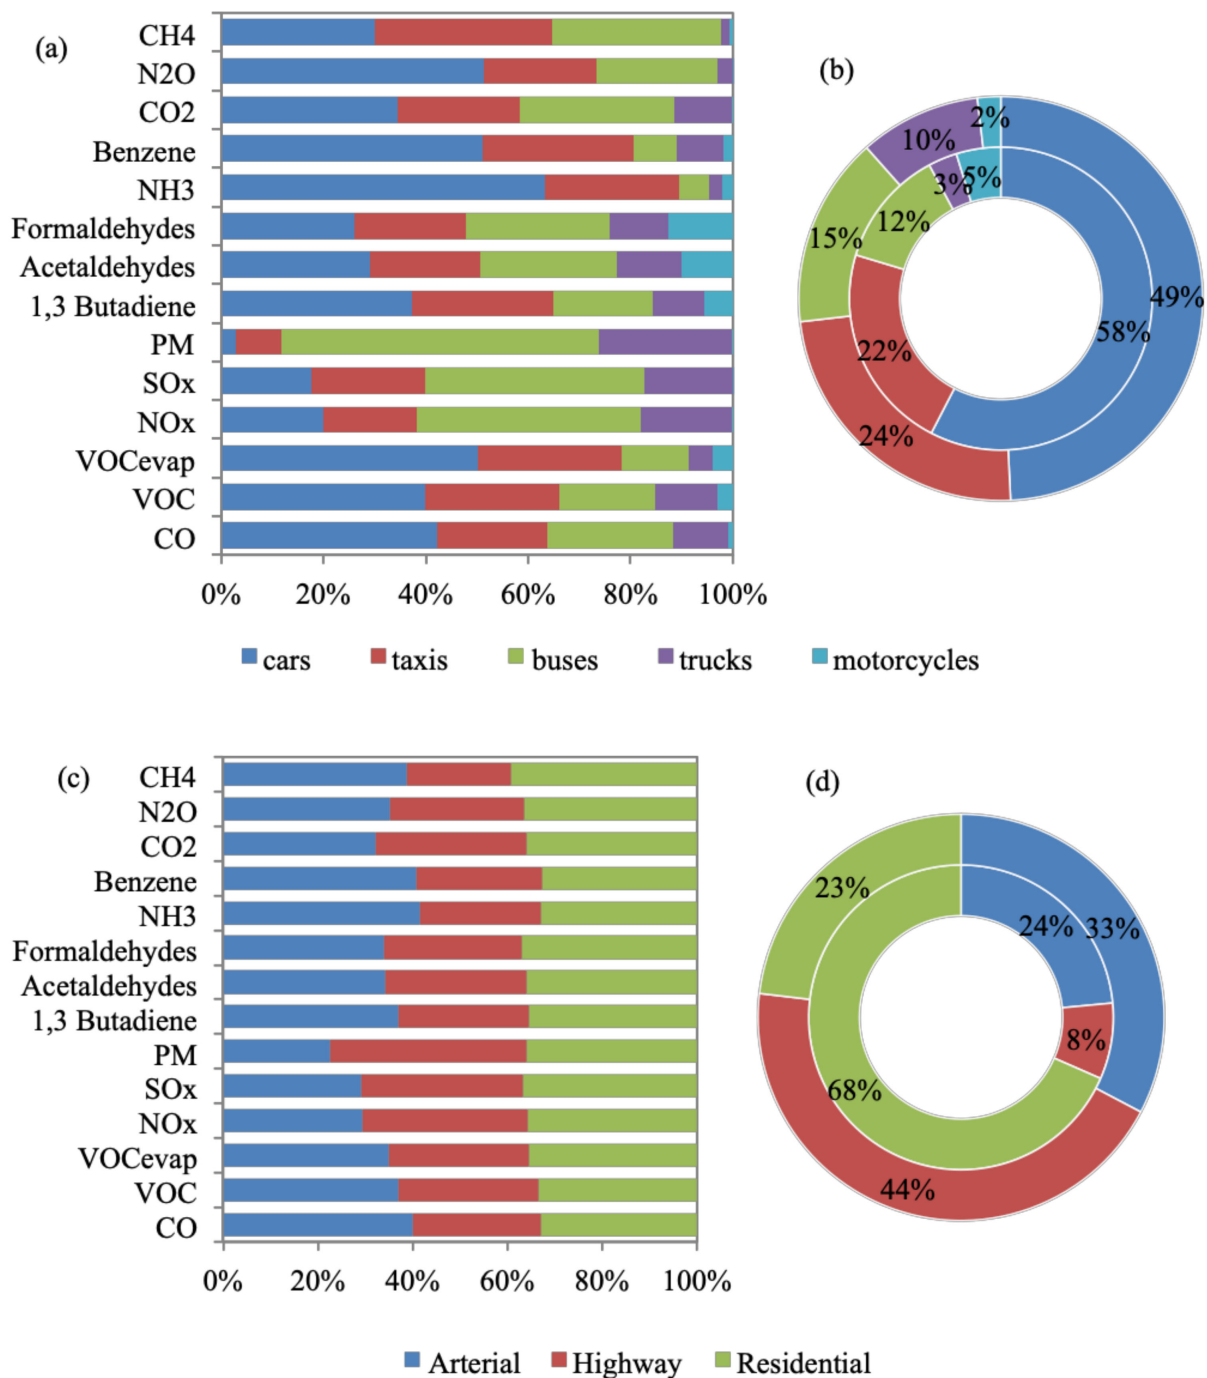 (a)
CH4
N2O
CO2
Benzene
NH3
Formaldehydes
Acetaldehydes
1,3 Butadiene
PM
SOx
NOx
VOCevap
VOC
CO
0% 20% 40% 60% 80% 100%
(b)
2%
10%
5%
3%
12%
15%
49%
58%
22%
24%
cars taxis buses trucks motorcycles
(c)
CH4
N2O
CO2
Benzene
NH3
Formaldehydes
Acetaldehydes
1,3 Butadiene
PM
SOx
NOx
VOCevap
VOC
CO
0% 20% 40% 60% 80% 100%
(d)
23%
24% 33%
8%
68%
44%
Arterial Highway Residential